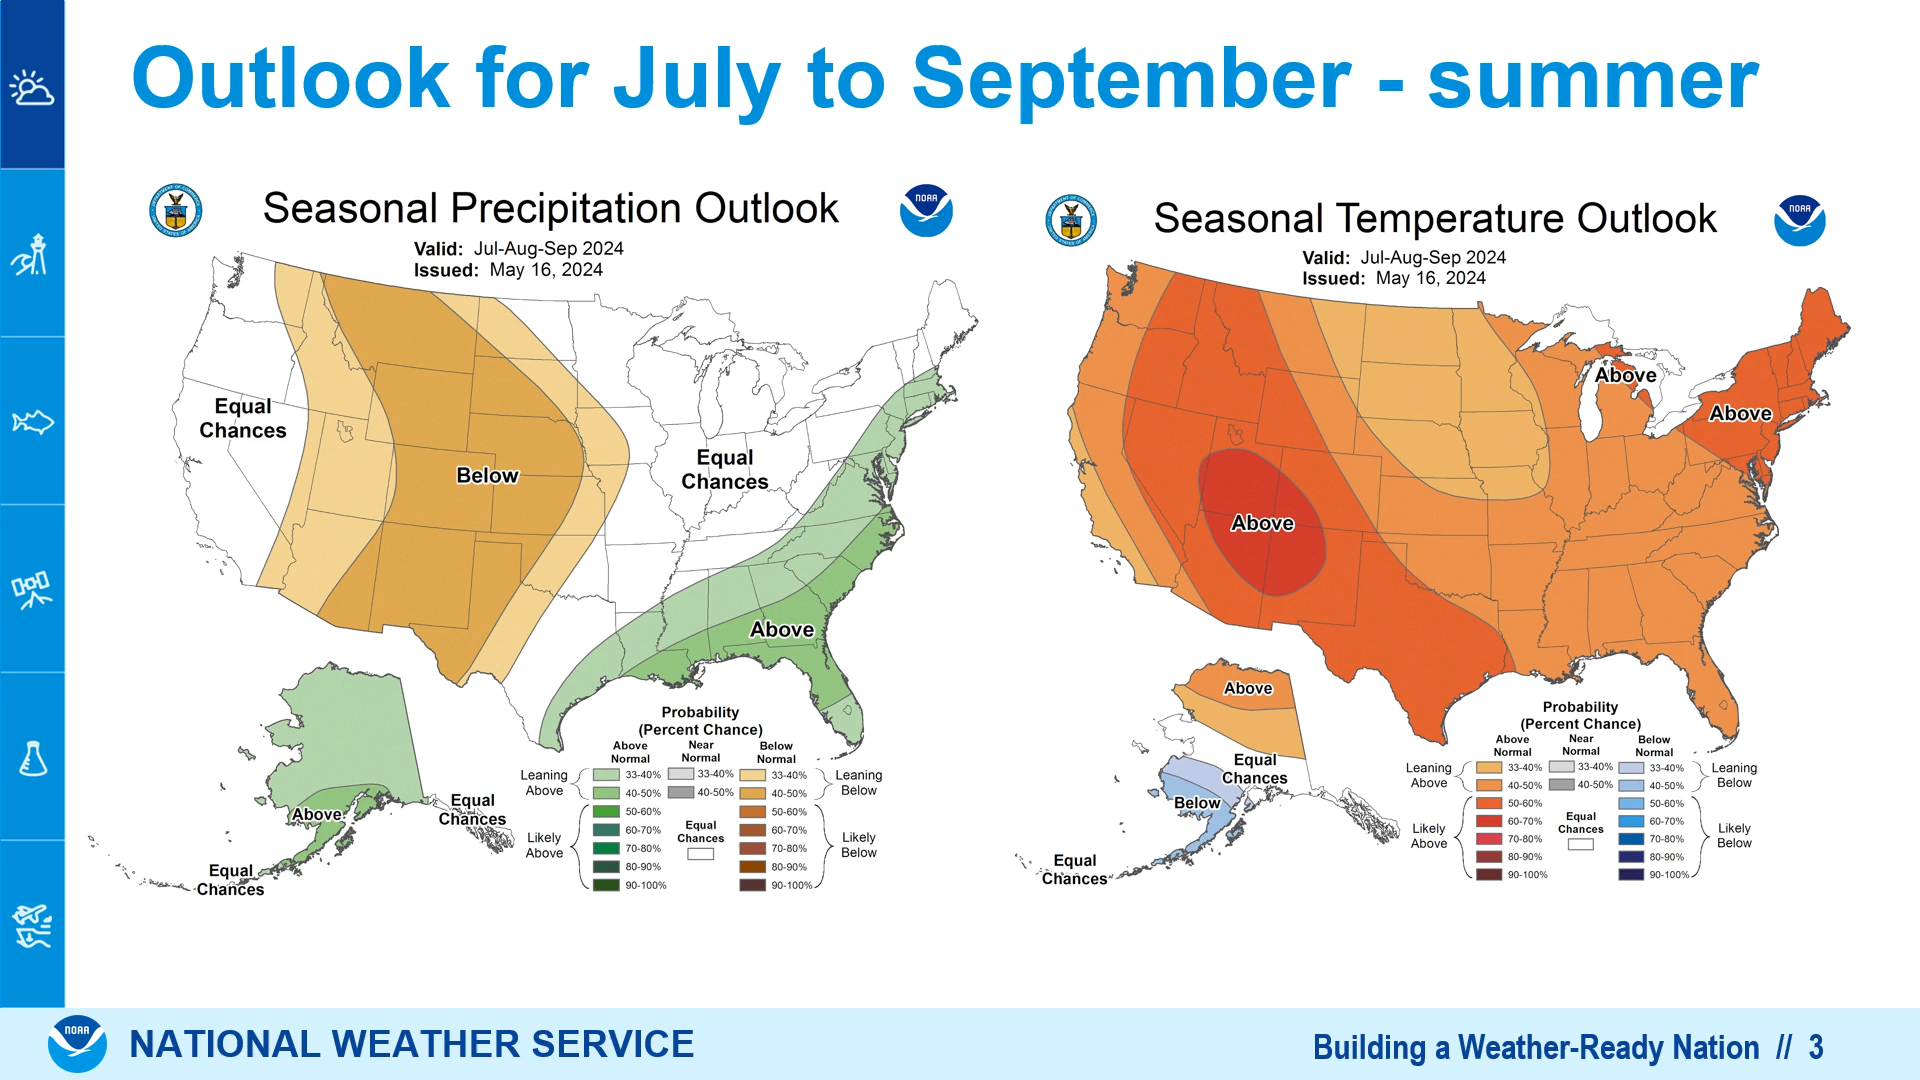 Outlook for July to September - summer
Seasonal Precipitation Outlook
Valid: Jul-Aug-Sep 2024
Issued: May 16, 2024
NOAA
Equal
Chances
Below
Equal
Chances
Above
Above
Equal
Chances
Equal
Chances
Probability
(Percent Chance)
Above
Normal
Near
Normal
Below
Normal
Leaning
Above
33-40%
33-40%
33-40%
Leaning
Below
40-50%
40-50%
40-50%
50-60%
50-60%
Likely
Above
60-70%
Equal
Chances
60-70%
Likely
Below
70-80%
70-80%
80-90%
80-90%
90-100%
90-100%
Seasonal Temperature Outlook
Valid: Jul-Aug-Sep 2024
Issued: May 16, 2024
NOAA
Above
Above
Above
Above
Equal
Chances
Below
Equal
Chances
Probability
(Percent Chance)
Above
Normal
Near
Normal
Below
Normal
Leaning
Above
33-40%
33-40%
33-40%
Leaning
Below
40-50%
40-50%
40-50%
50-60%
50-60%
Likely
Above
60-70%
Equal
Chances
60-70%
Likely
Below
70-80%
70-80%
80-90%
80-90%
90-100%
90-100%
NOAA
NATIONAL WEATHER SERVICE
Building a Weather-Ready Nation // 3